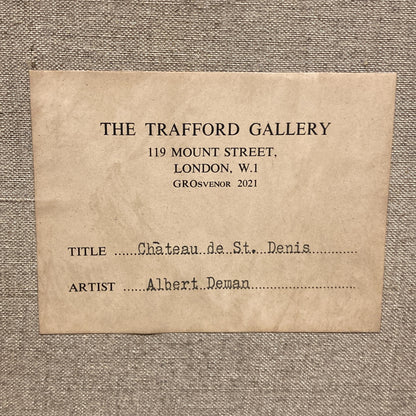 THE TRAFFORD GALLERY
119 MOUNT STREET,
LONDON, W.1
GROSVENOR 2021
TITLE ..... Château de St. Denis .....
ARTIST ..... Albert Deman .....